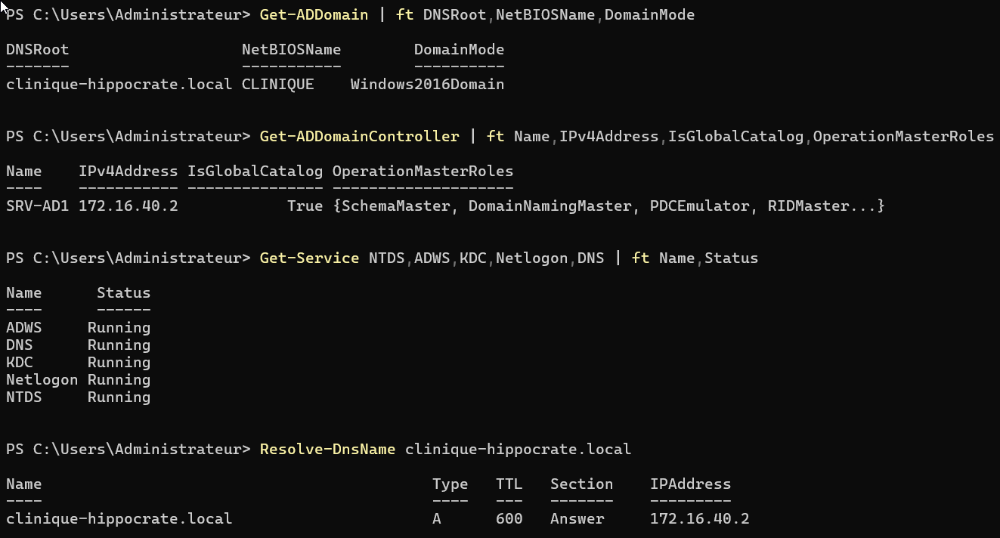 PS C:\Users\Administrateur> Get-ADDomain | ft DNSRoot,NetBIOSName,DomainMode
DNSRoot                   NetBIOSName        DomainMode
-------                   -----------        ----------
clinique-hippocrate.local CLINIQUE    Windows2016Domain
PS C:\Users\Administrateur> Get-ADDomainController | ft Name,IPv4Address,IsGlobalCatalog,OperationMasterRoles
Name    IPv4Address IsGlobalCatalog OperationMasterRoles
----    ----------- --------------- --------------------
SRV-AD1 172.16.40.2            True {SchemaMaster, DomainNamingMaster, PDCEmulator, RIDMaster...}
PS C:\Users\Administrateur> Get-Service NTDS,ADWS,KDC,Netlogon,DNS | ft Name,Status
Name      Status
----      ------
ADWS     Running
DNS      Running
KDC      Running
Netlogon Running
NTDS     Running
PS C:\Users\Administrateur> Resolve-DnsName clinique-hippocrate.local
Name                                           Type   TTL   Section    IPAddress
----                                           ----   ---   -------    ---------
clinique-hippocrate.local                      A      600   Answer     172.16.40.2